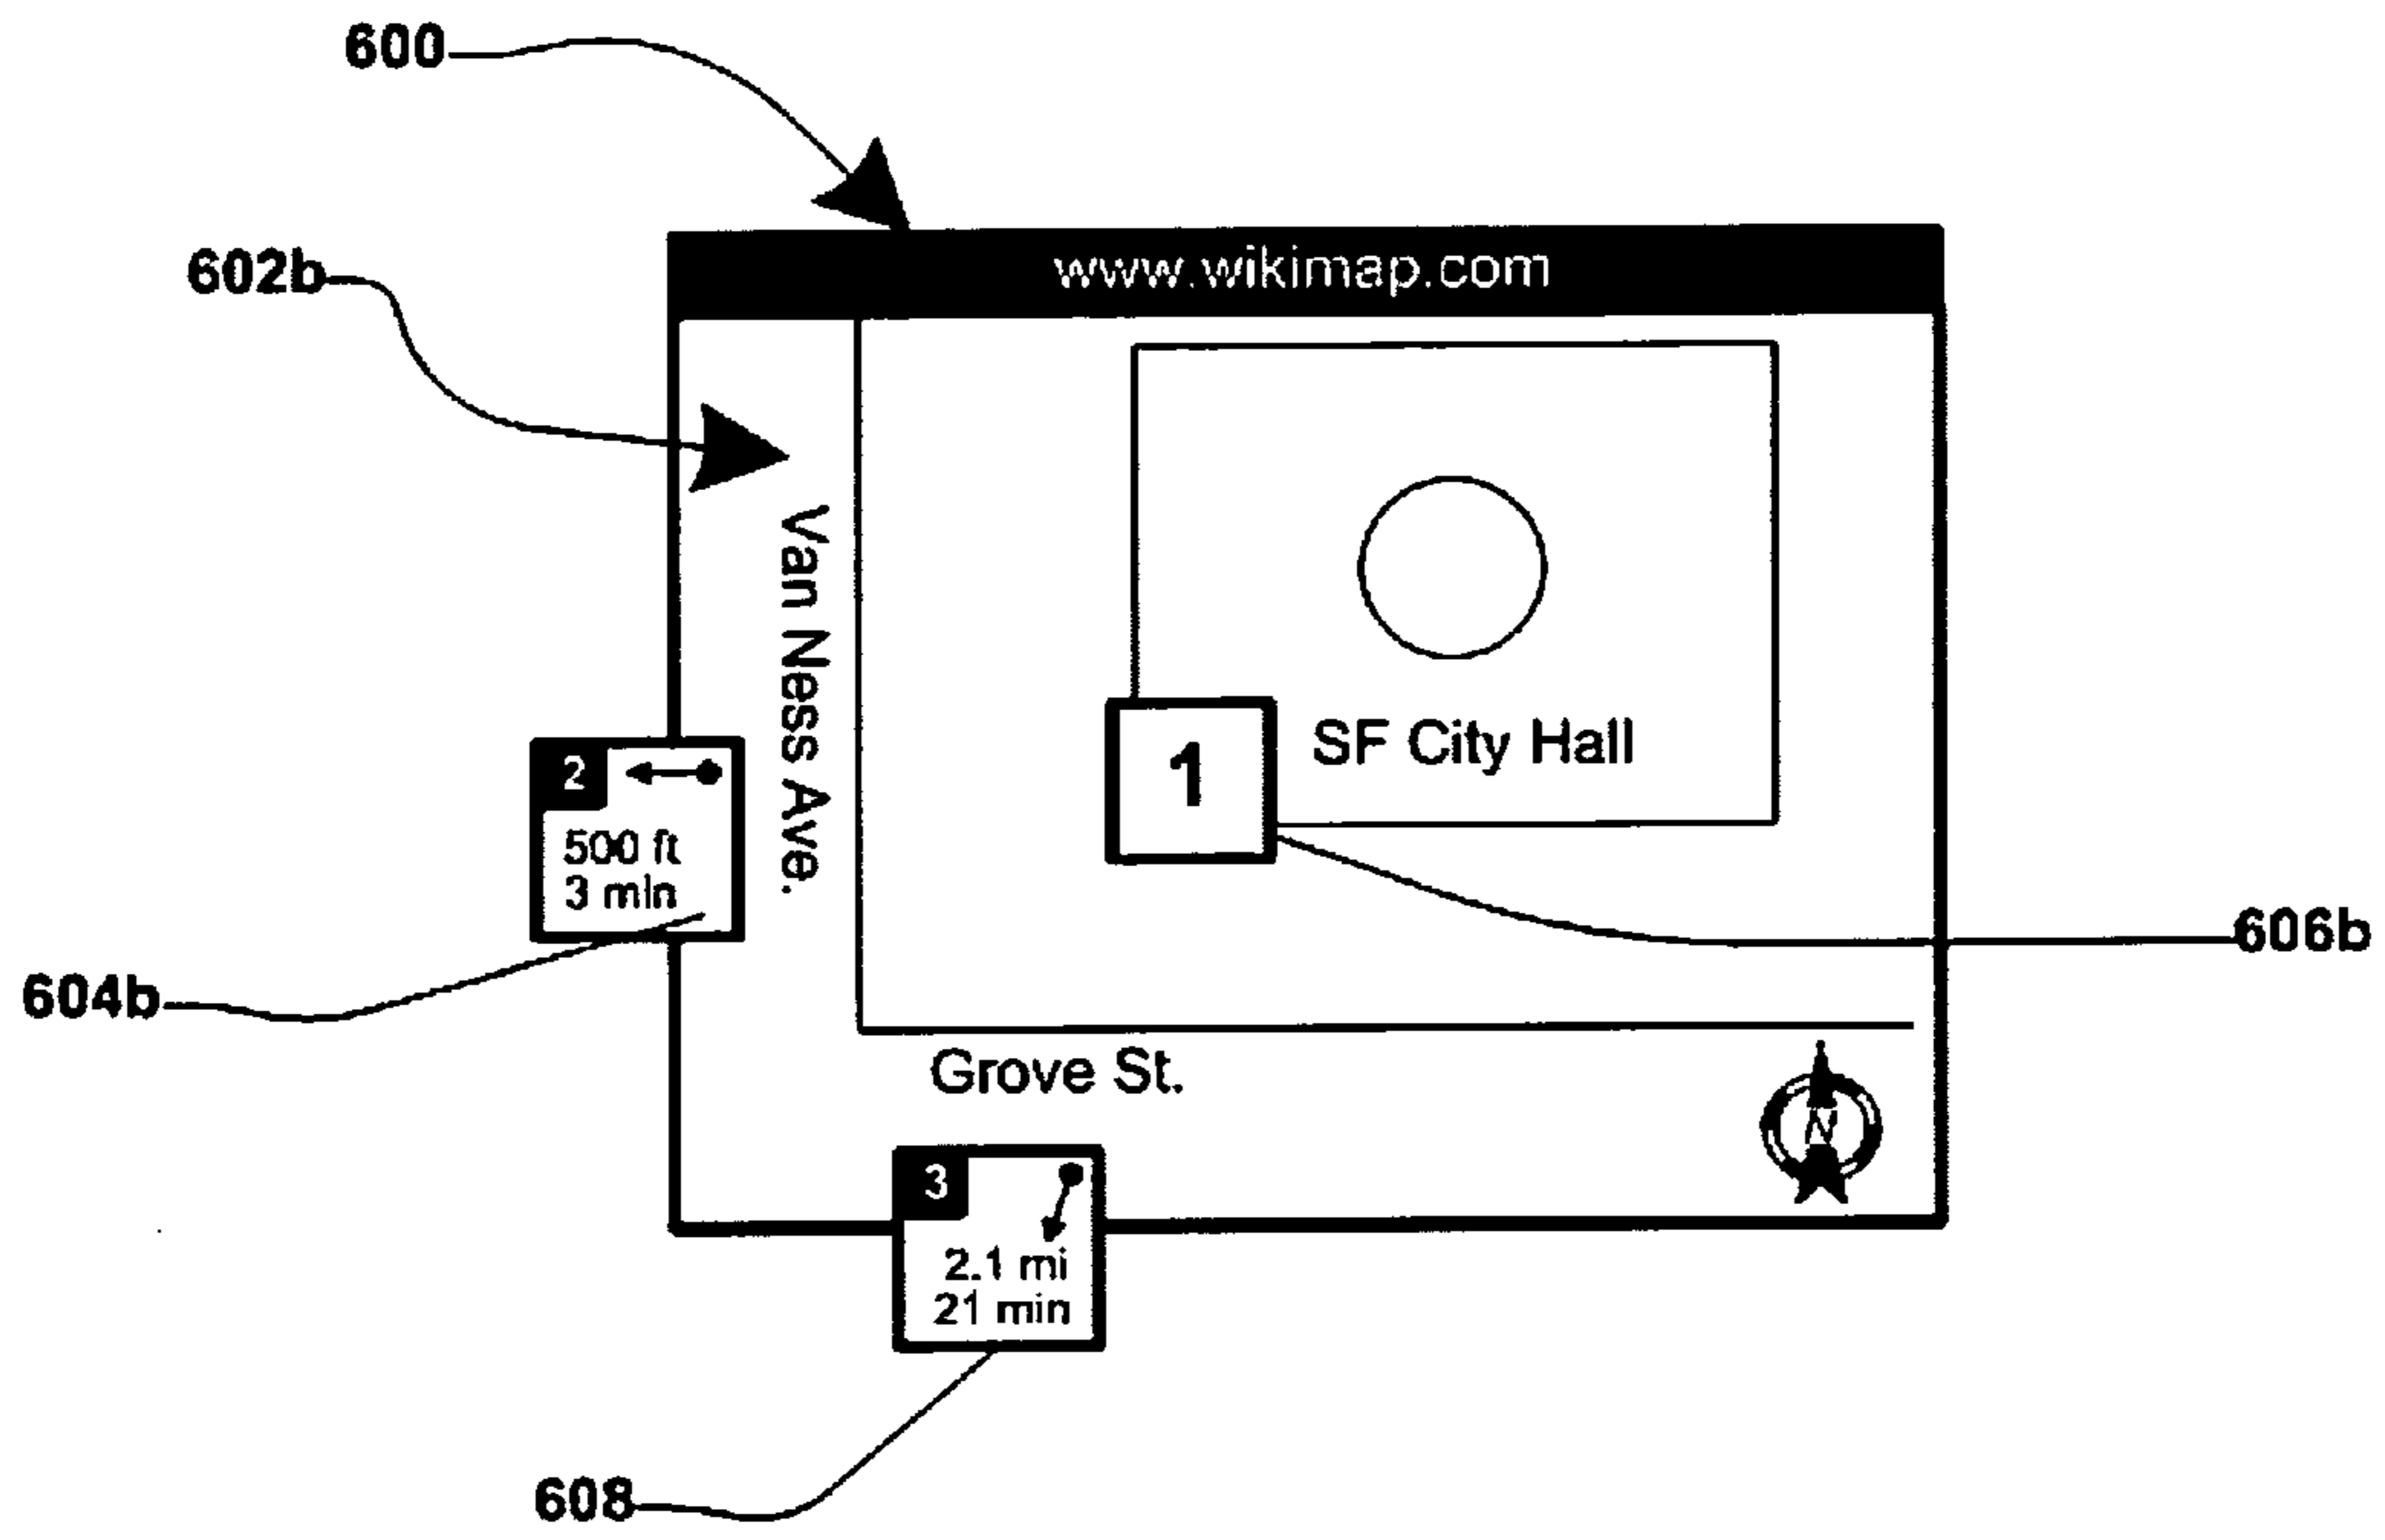 600
602b
www.wikimap.com
Van Ness Ave.
SF City Hall
1
2
500 ft
3 min
606b
604b
Grove St.
N
3
2.1 mi
21 min
608